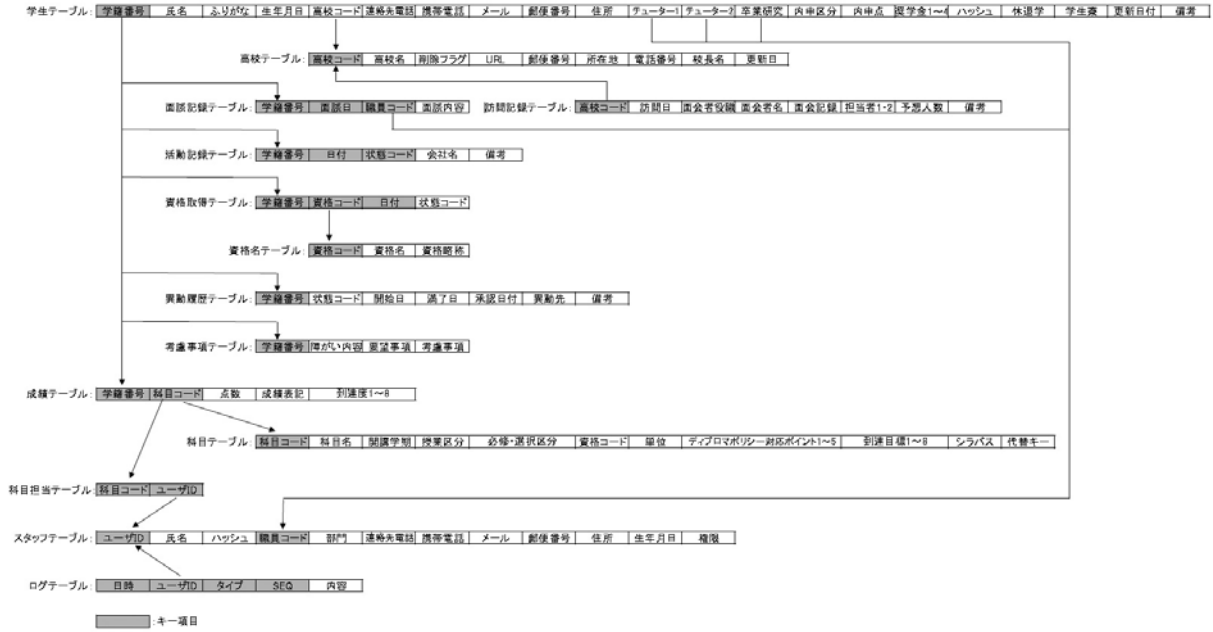 学生テーブル: 学籍番号 氏名 ふりがな 生年月日 高校コード 連絡先電話 携帯電話 メール 郵便番号 住所 チューター1 チューター2 卒業研究 内申区分 内申点 奨学金1～4 ハッシュ 休退学 学生寮 更新日付 備考
高校テーブル: 高校コード 高校名 削除フラグ URL 郵便番号 所在地 電話番号 校長名 更新日
面談記録テーブル: 学籍番号 面談日 職員コード 面談内容 訪問記録テーブル: 高校コード 訪問日 面会者役職 面会者名 面会記録 担当者1-2 予想人数 備考
活動記録テーブル: 学籍番号 日付 状態コード 会社名 備考
資格取得テーブル: 学籍番号 資格コード 日付 状態コード
資格名テーブル: 資格コード 資格名 資格略称
異動履歴テーブル: 学籍番号 状態コード 開始日 満了日 承認日付 異動先 備考
考慮事項テーブル: 学籍番号 障がい内容 要望事項 考慮事項
成績テーブル: 学籍番号 科目コード 点数 成績表記 到達度1～8
科目テーブル: 科目コード 科目名 開講学期 授業区分 必修・選択区分 資格コード 単位 ディプロマポリシー対応ポイント1～5 到達目標1～8 シラバス 代替キー
科目担当テーブル: 科目コード ユーザID
スタッフテーブル: ユーザID 氏名 ハッシュ 職員コード 部門 連絡先電話 携帯電話 メール 郵便番号 住所 生年月日 権限
ログテーブル: 日時 ユーザID タイプ SEQ 内容
:キー項目